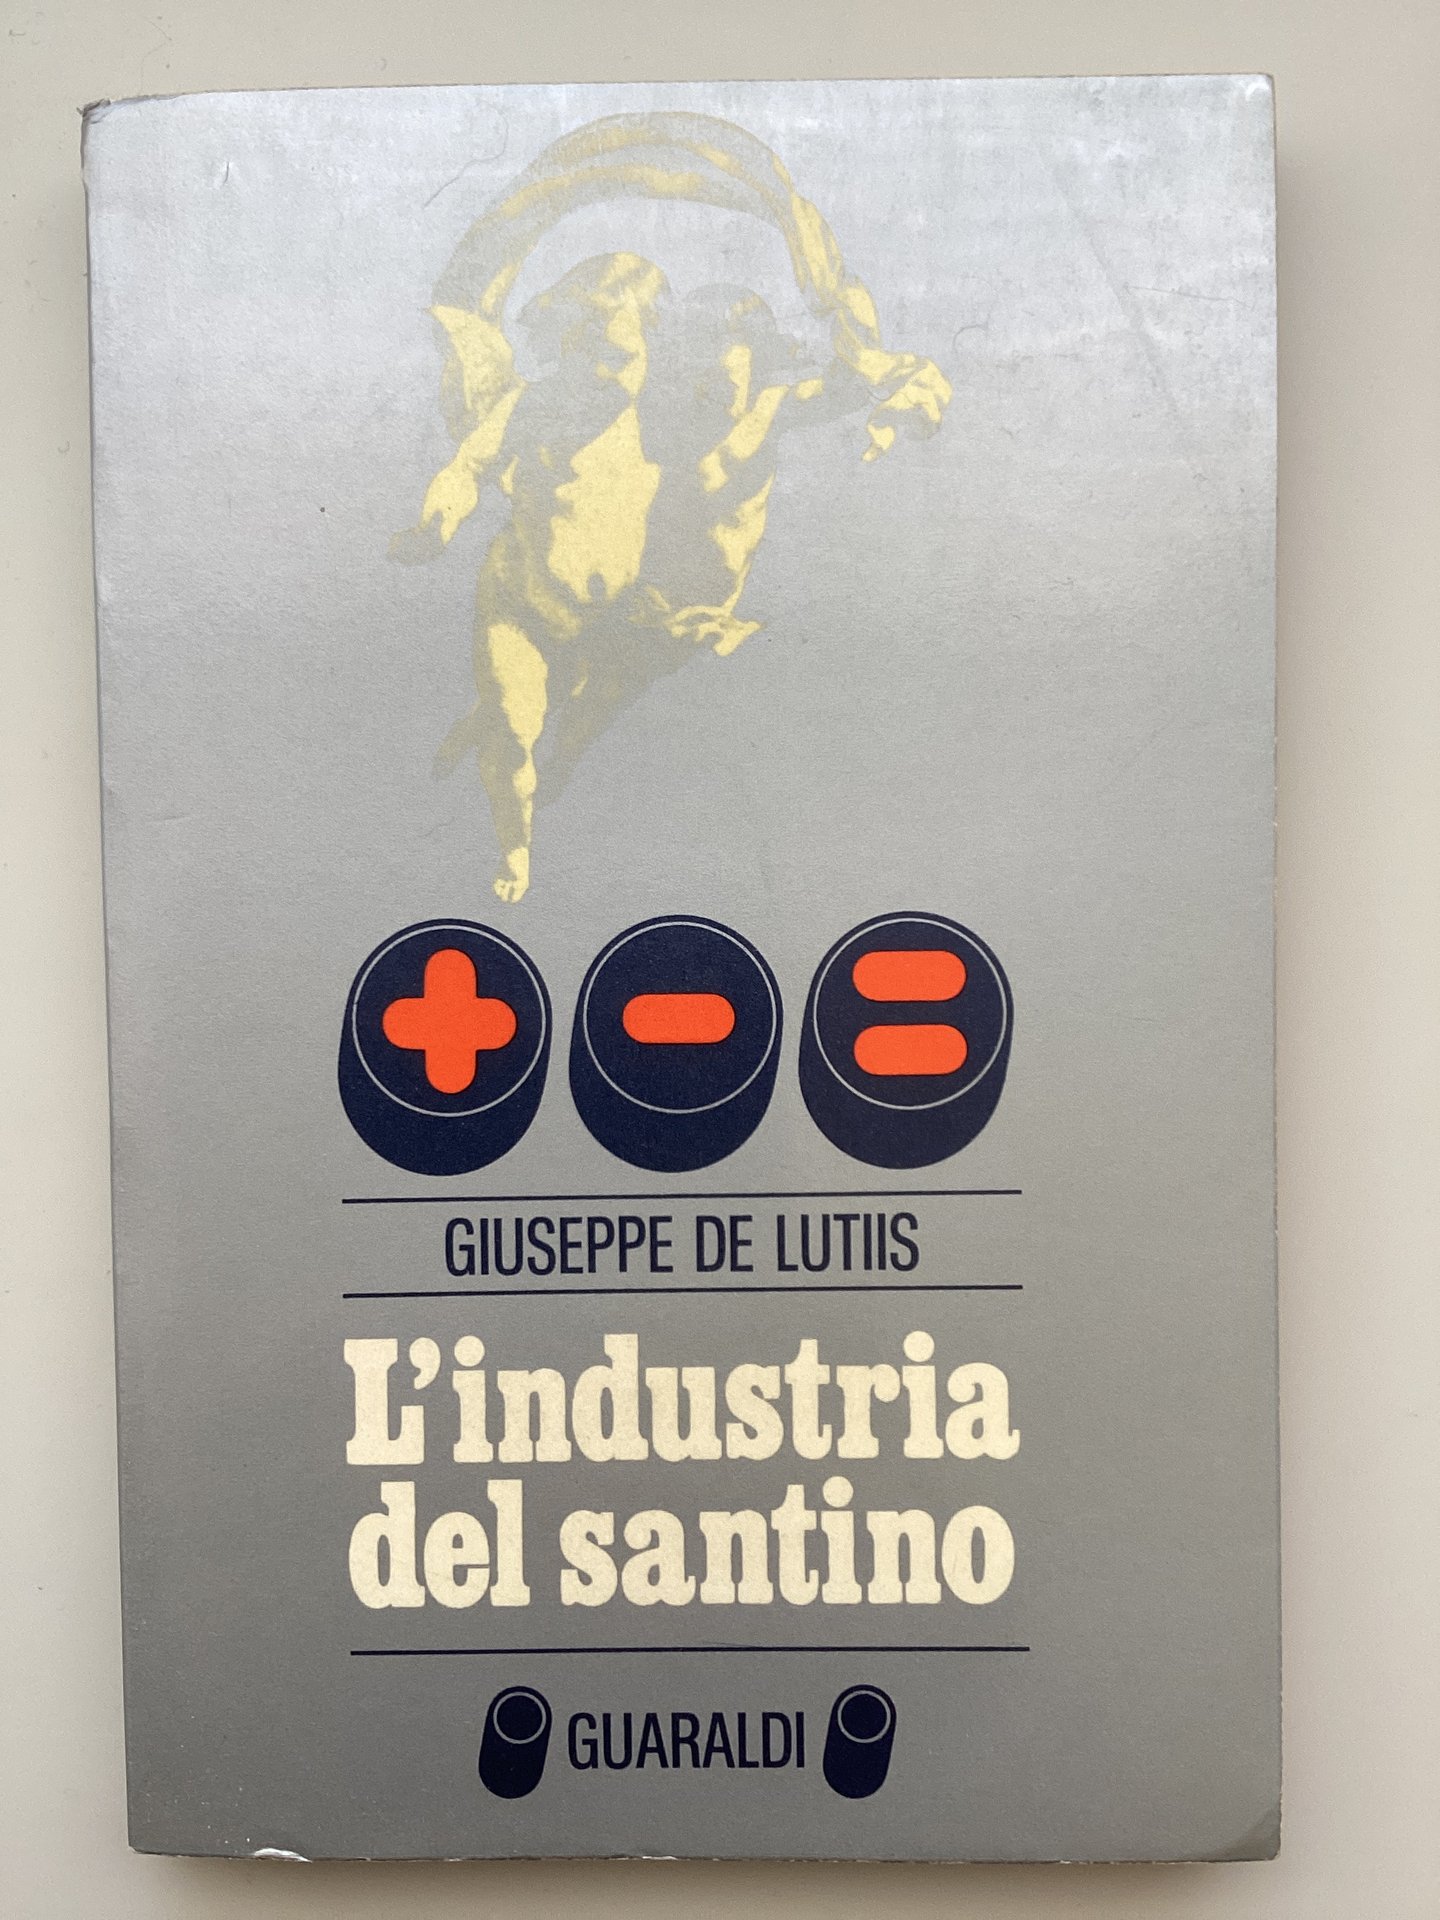 + - =
GIUSEPPE DE LUTIIS
L'industria
del santino
GUARALDI